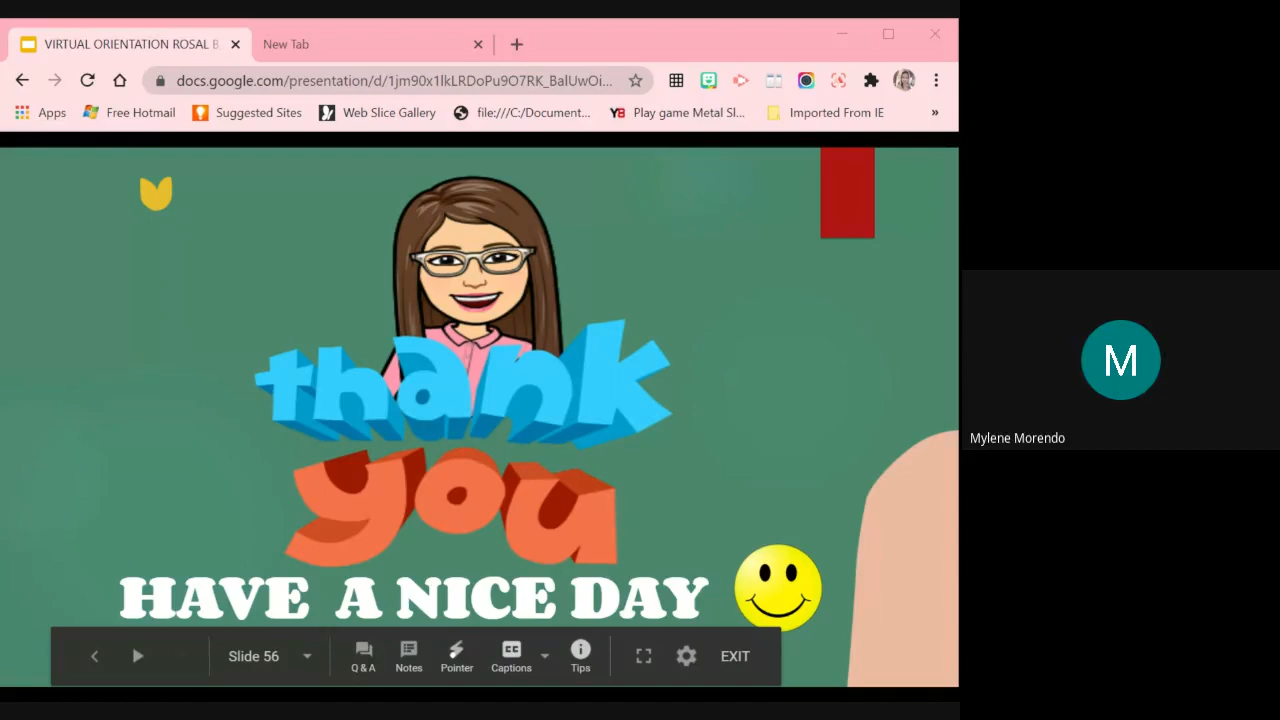 VIRTUAL ORIENTATION ROSAL B
New Tab
docs.google.com/presentation/d/1jm90x1lkLRDoPu9O7RK_BalUwOi...
Apps
Free Hotmail
Suggested Sites
Web Slice Gallery
file:///C:/Document...
Y8
Play game Metal Sl...
Imported From IE
»
thank
you
HAVE A NICE DAY
Slide 56
Q & A
Notes
Pointer
CC
Captions
Tips
EXIT
M
Mylene Morendo